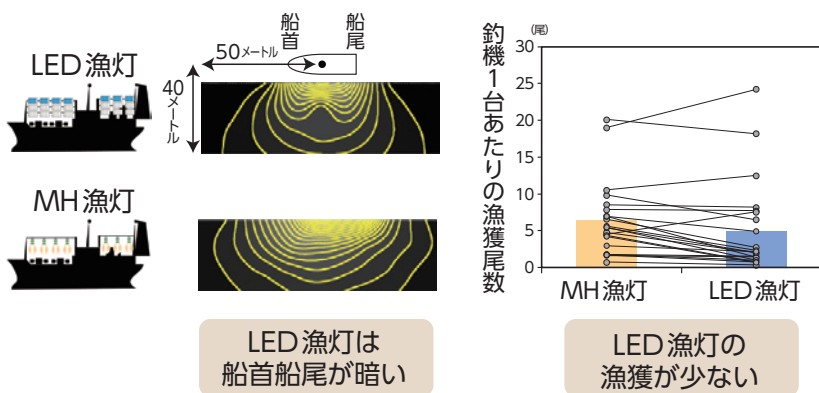 船首
船尾
50メートル
LED漁灯
40メートル
MH漁灯
LED漁灯は
船首船尾が暗い
釣機1台あたりの漁獲尾数
(尾)
30
25
20
15
10
5
0
MH漁灯
LED漁灯
LED漁灯の
漁獲が少ない